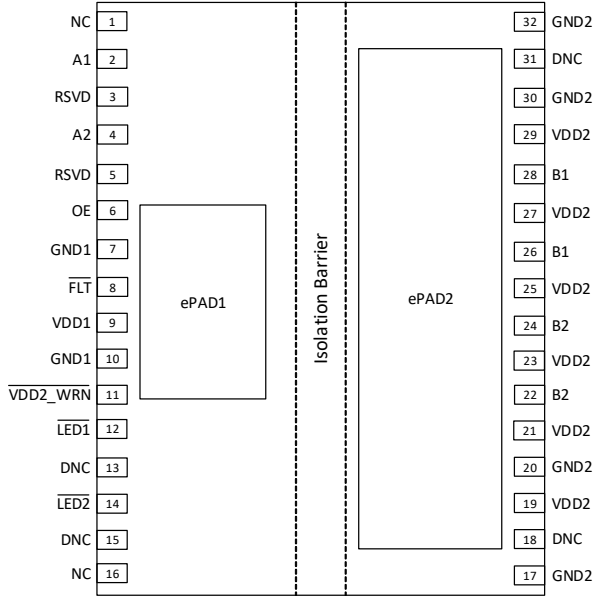 NC 1
A1 2
RSVD 3
A2 4
RSVD 5
OE 6
GND1 7
FLT 8
VDD1 9
GND1 10
VDD2_WRN 11
LED1 12
DNC 13
LED2 14
DNC 15
NC 16
ePAD1
Isolation Barrier
ePAD2
32 GND2
31 DNC
30 GND2
29 VDD2
28 B1
27 VDD2
26 B1
25 VDD2
24 B2
23 VDD2
22 B2
21 VDD2
20 GND2
19 VDD2
18 DNC
17 GND2